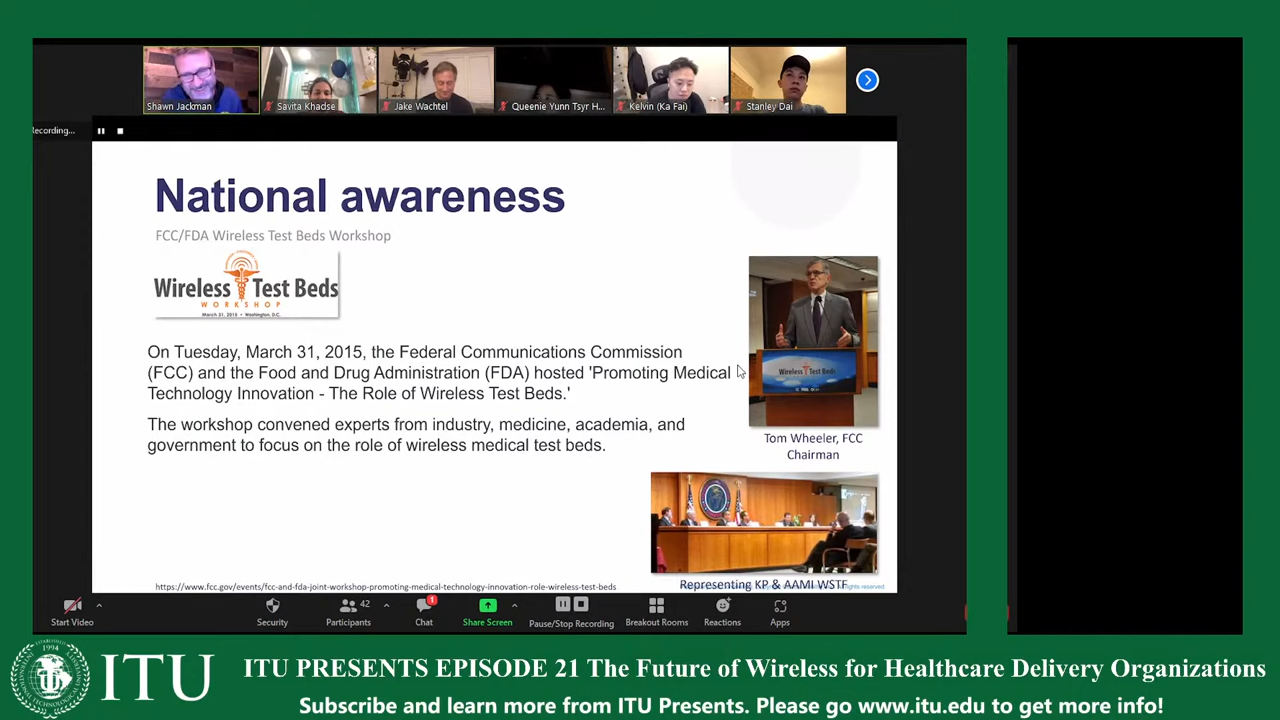 Shawn Jackman
Savita Khadse
Jake Wachtel
Queenie Yunn Tsyr H...
Kelvin (Ka Fai)
Stanley Dai
Recording...
National awareness
FCC/FDA Wireless Test Beds Workshop
Wireless Test Beds
WORKSHOP
March 31, 2015 • Washington, D.C.
On Tuesday, March 31, 2015, the Federal Communications Commission
(FCC) and the Food and Drug Administration (FDA) hosted 'Promoting Medical
Technology Innovation - The Role of Wireless Test Beds.'
The workshop convened experts from industry, medicine, academia, and
government to focus on the role of wireless medical test beds.
Wireless Test Beds
Tom Wheeler, FCC
Chairman
Representing KP & AAMI WSTF
rights reserved.
https://www.fcc.gov/events/fcc-and-fda-joint-workshop-promoting-medical-technology-innovation-role-wireless-test-beds
42
1
Start Video
Security
Participants
Chat
Share Screen
Pause/Stop Recording
Breakout Rooms
Reactions
Apps
1994
ITU
ITU PRESENTS EPISODE 21 The Future of Wireless for Healthcare Delivery Organizations
Subscribe and learn more from ITU Presents. Please go www.itu.edu to get more info!